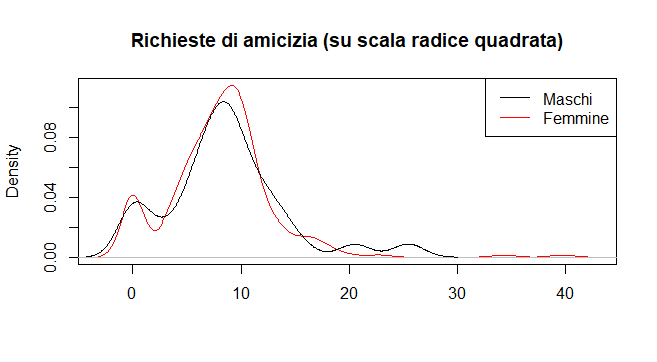 Richieste di amicizia (su scala radice quadrata)
Maschi
Femmine
Density
0.08
0.04
0.00
0 10 20 30 40